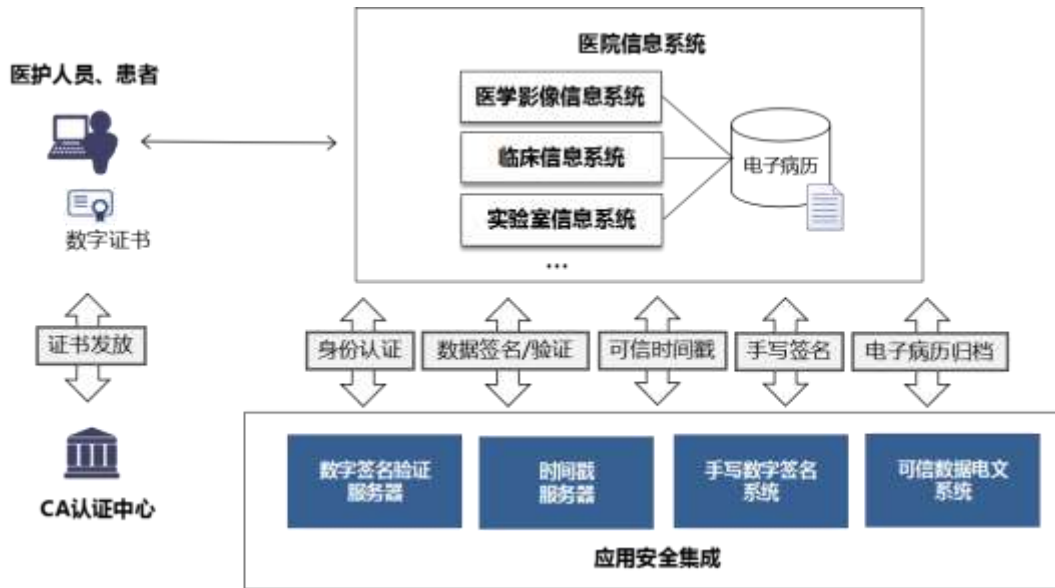 医院信息系统
医护人员、患者
医学影像信息系统
临床信息系统
电子病历
实验室信息系统
数字证书
...
证书发放
身份认证
数据签名/验证
可信时间戳
手写签名
电子病历归档
数字签名验证
服务器
时间戳
服务器
手写数字签名
系统
可信数据电文
系统
CA认证中心
应用安全集成